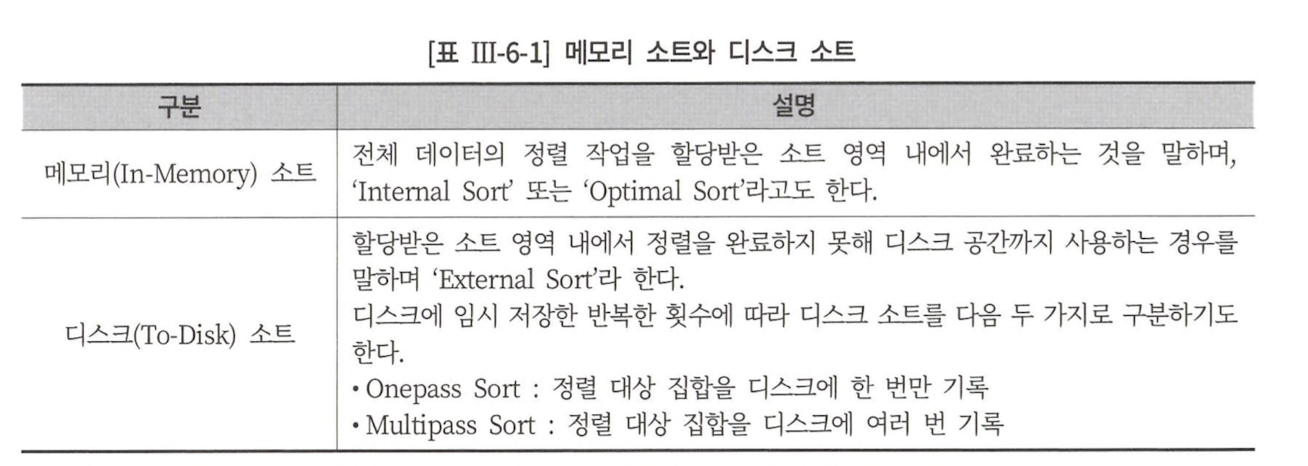 [표 III-6-1] 메모리 소트와 디스크 소트
구분
설명
메모리(In-Memory) 소트
전체 데이터의 정렬 작업을 할당받은 소트 영역 내에서 완료하는 것을 말하며,
‘Internal Sort’ 또는 ‘Optimal Sort’라고도 한다.
디스크(To-Disk) 소트
할당받은 소트 영역 내에서 정렬을 완료하지 못해 디스크 공간까지 사용하는 경우를
말하며 ‘External Sort’라 한다.
디스크에 임시 저장한 반복한 횟수에 따라 디스크 소트를 다음 두 가지로 구분하기도
한다.
• Onepass Sort : 정렬 대상 집합을 디스크에 한 번만 기록
• Multipass Sort : 정렬 대상 집합을 디스크에 여러 번 기록